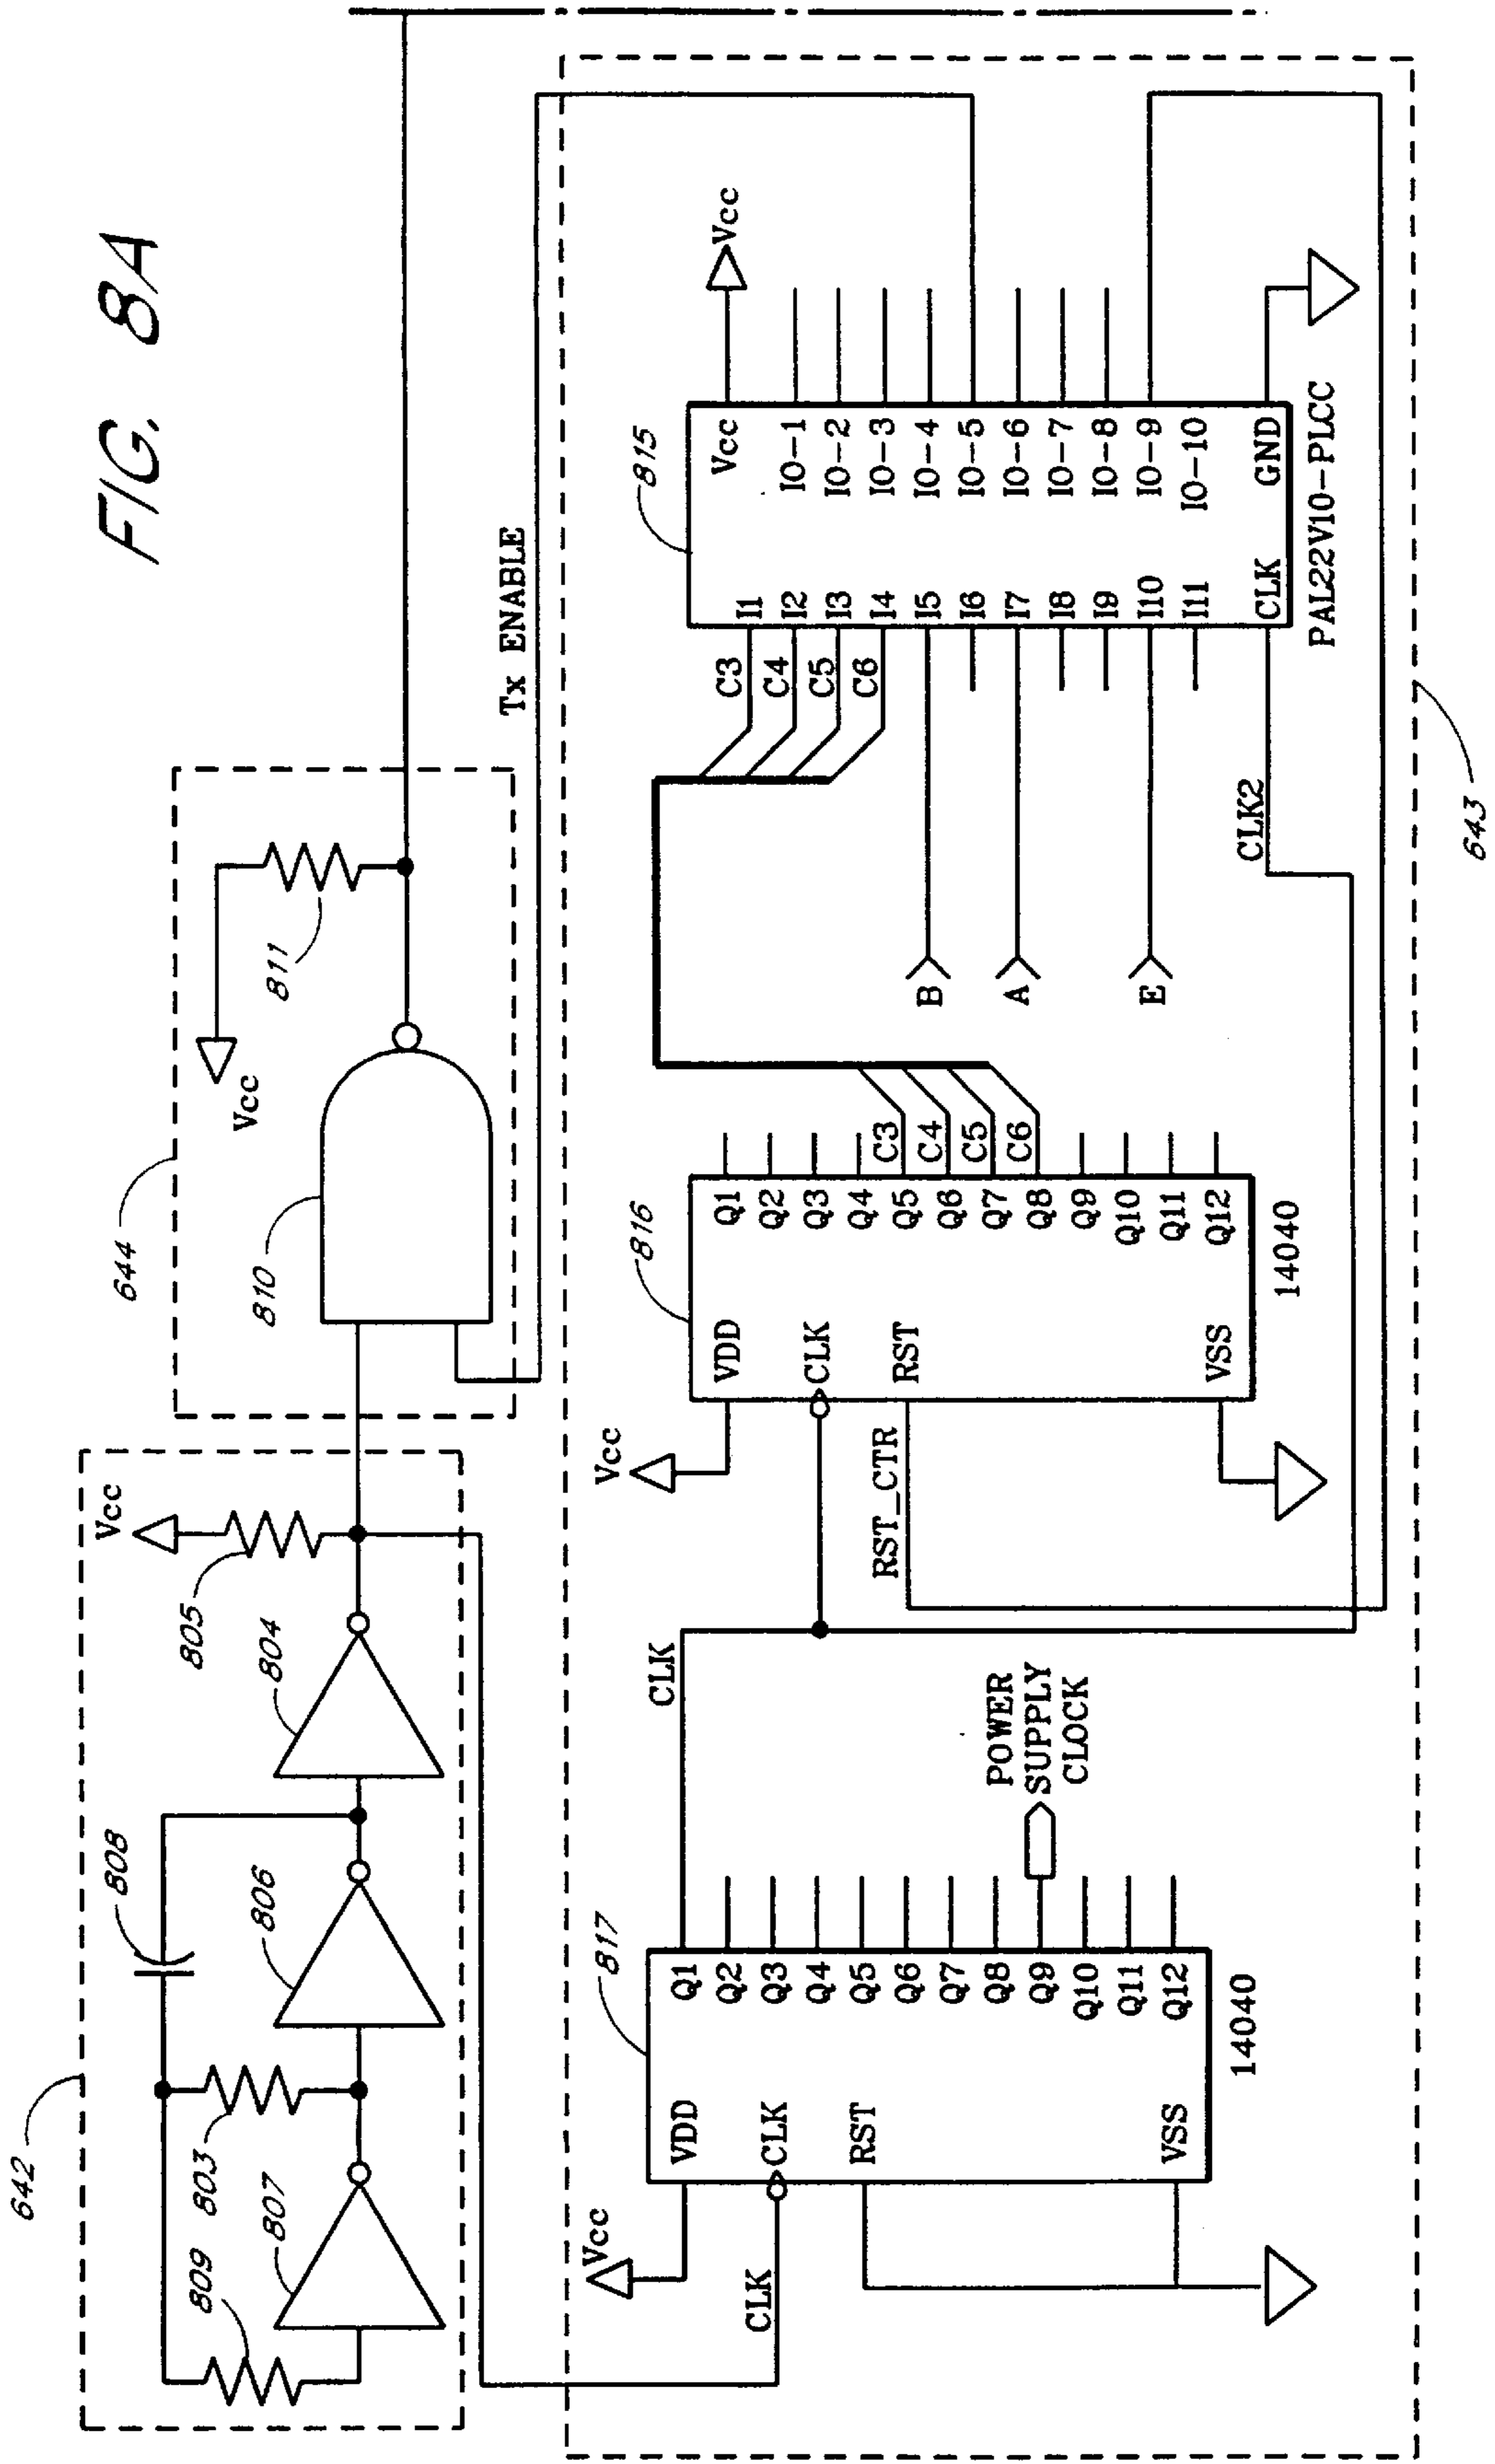 FIG. 8A
642
809
803
807
808
806
804
805
Vcc
644
810
811
Vcc
Tx ENABLE
817
Vcc
CLK
VDD
CLK
RST
VSS
Q1
Q2
Q3
Q4
Q5
Q6
Q7
Q8
Q9
Q10
Q11
Q12
14040
POWER
SUPPLY
CLOCK
CLK
816
Vcc
RST_CTR
VDD
CLK
RST
VSS
Q1
Q2
Q3
Q4
Q5
Q6
Q7
Q8
Q9
Q10
Q11
Q12
14040
C3
C4
C5
C6
B
A
E
C3
C4
C5
C6
CLK2
815
I1
I2
I3
I4
I5
I6
I7
I8
I9
I10
I11
CLK
Vcc
IO-1
IO-2
IO-3
IO-4
IO-5
IO-6
IO-7
IO-8
IO-9
IO-10
GND
PAL22V10-PLCC
Vcc
643